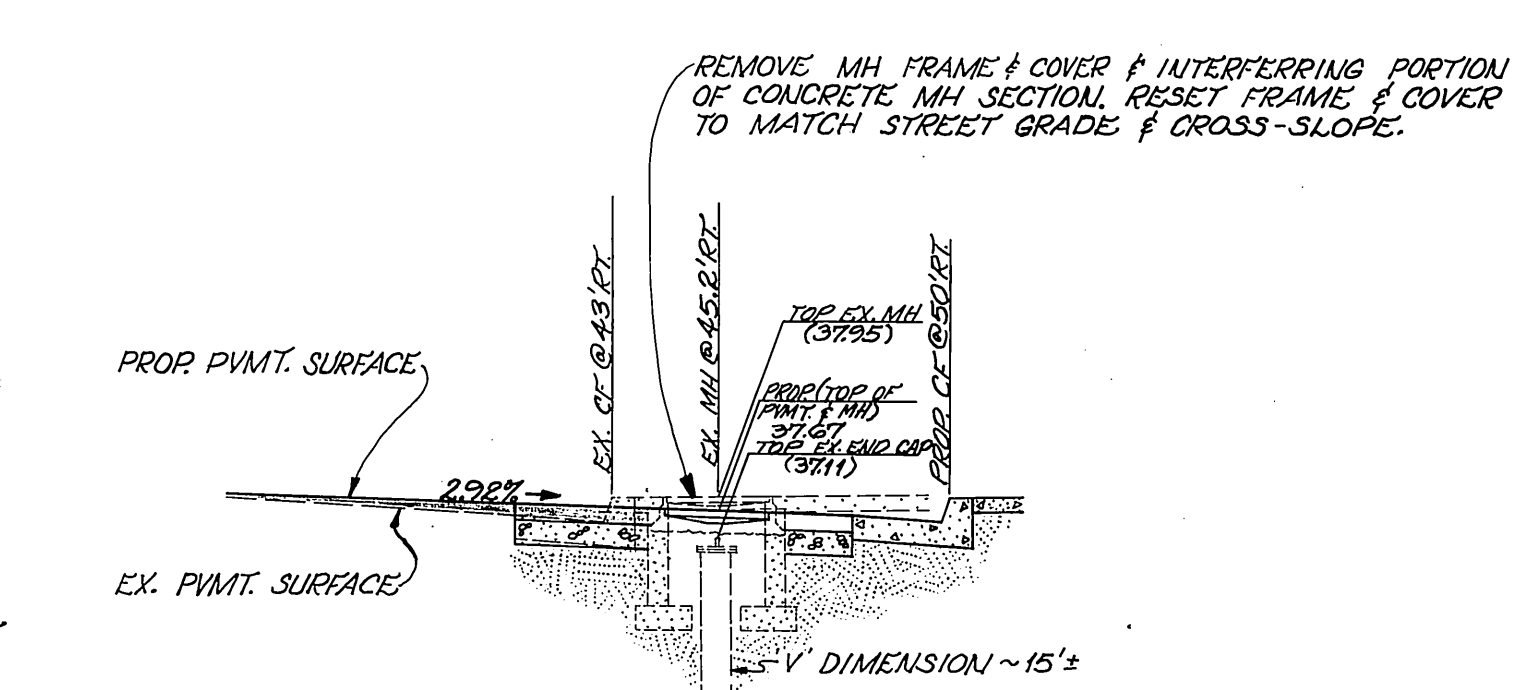 REMOVE MH FRAME & COVER & INTERFERRING PORTION
OF CONCRETE MH SECTION. RESET FRAME & COVER
TO MATCH STREET GRADE & CROSS-SLOPE.
EX. CF @ 43' RT.
EX. MH @ 45.2' RT.
PROP. CF @ 50' RT.
TOP EX. MH
(37.95)
PROP. (TOP OF
PVMT. & MH)
37.67
TOP EX. END CAP
(37.11)
PROP. PVMT. SURFACE
2.92%
EX. PVMT. SURFACE
'V' DIMENSION ~ 15'±